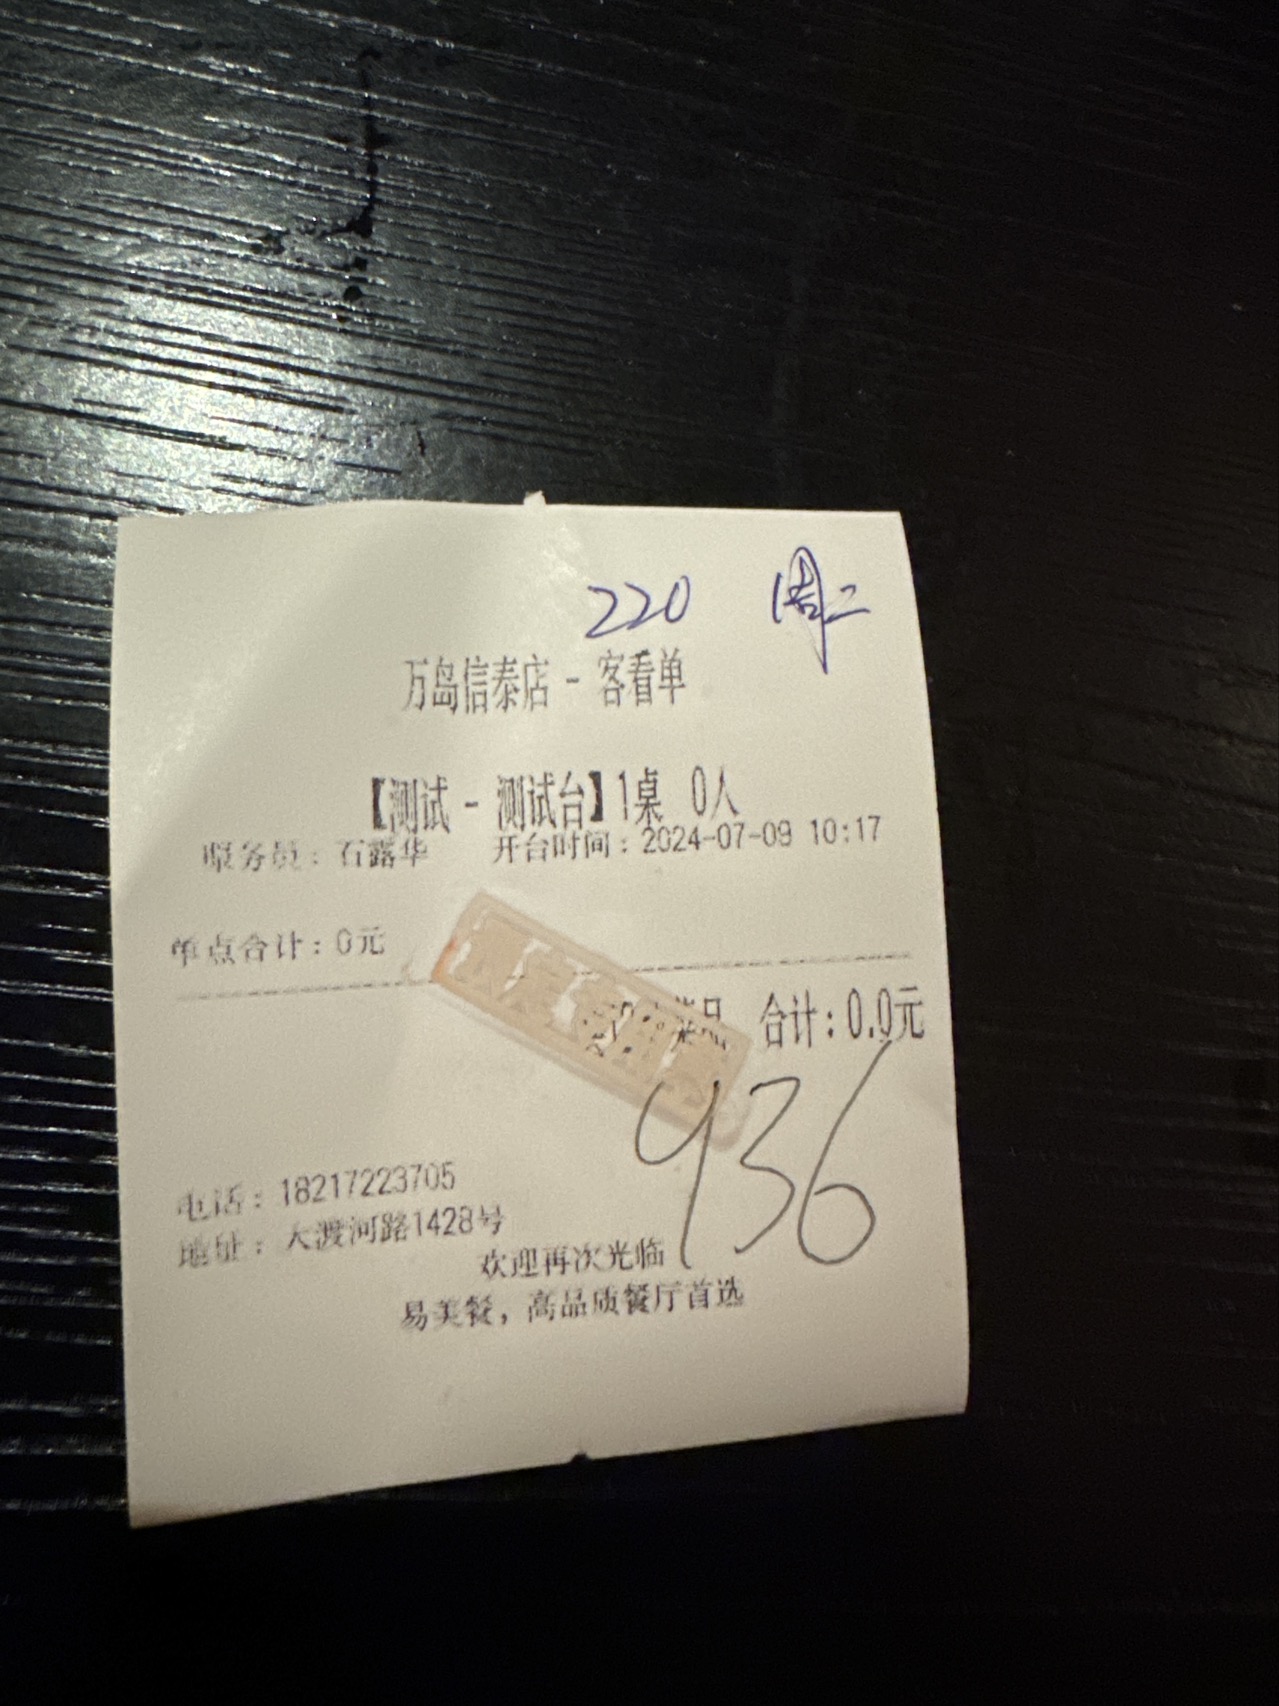 220 周二
万岛信泰店 - 客看单
【测试 - 测试台】1桌 0人
服务员：石露华 开台时间：2024-07-09 10:17
单点合计：0元
合计：0.0元
936
电话：18217223705
地址：大渡河路1428号
欢迎再次光临
易美餐，高品质餐厅首选